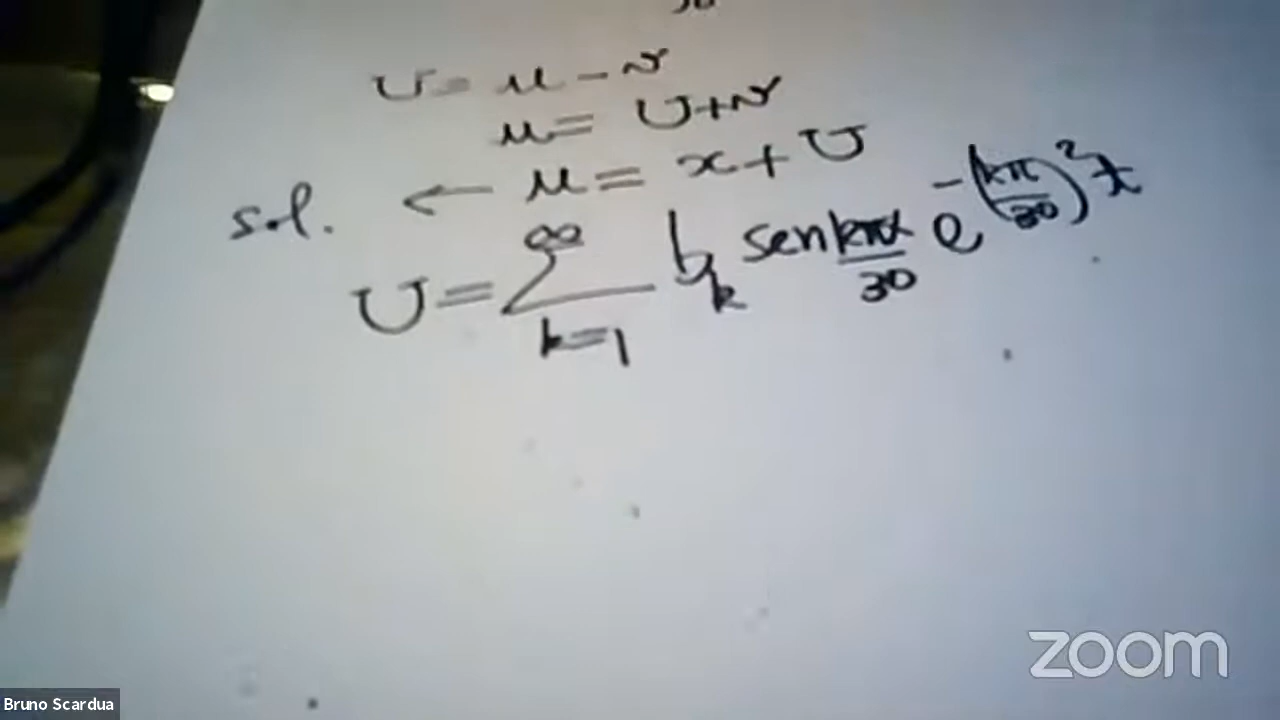 U = u - v
u = U + v
sol. ← u = x + U
U = ∑_{k=1}^{∞} b_k sen kπx/30 e^{-(kπ/30)^2 t}
zoom
Bruno Scardua